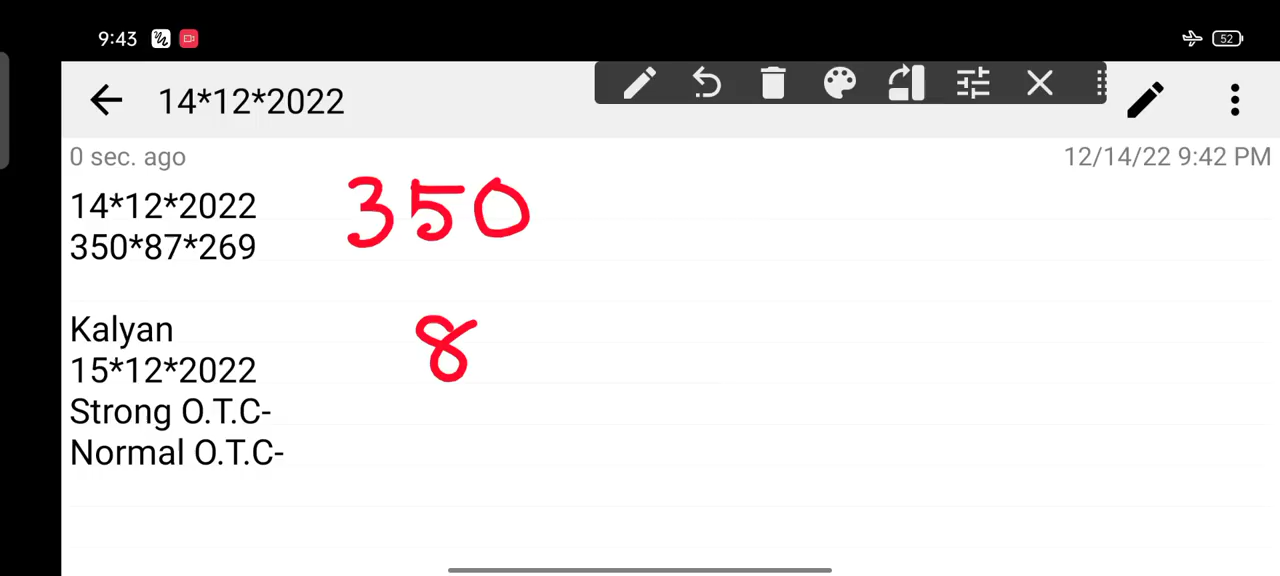 9:43
52
14*12*2022
0 sec. ago
12/14/22 9:42 PM
14*12*2022
350
350*87*269
Kalyan
8
15*12*2022
Strong O.T.C-
Normal O.T.C-